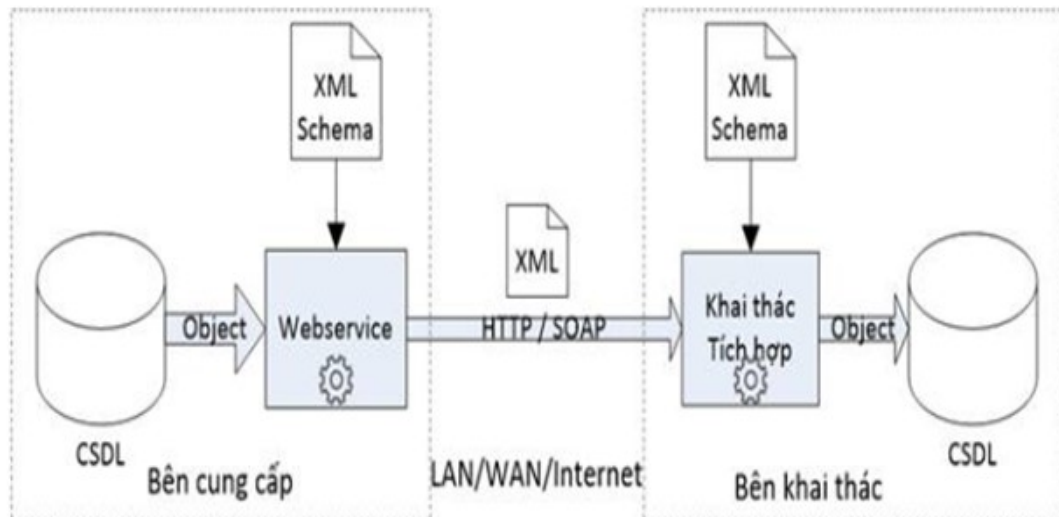 XML
Schema
XML
Schema
XML
Object
Webservice
HTTP / SOAP
Khai thác
Tích hợp
Object
CSDL
CSDL
Bên cung cấp
LAN/WAN/Internet
Bên khai thác